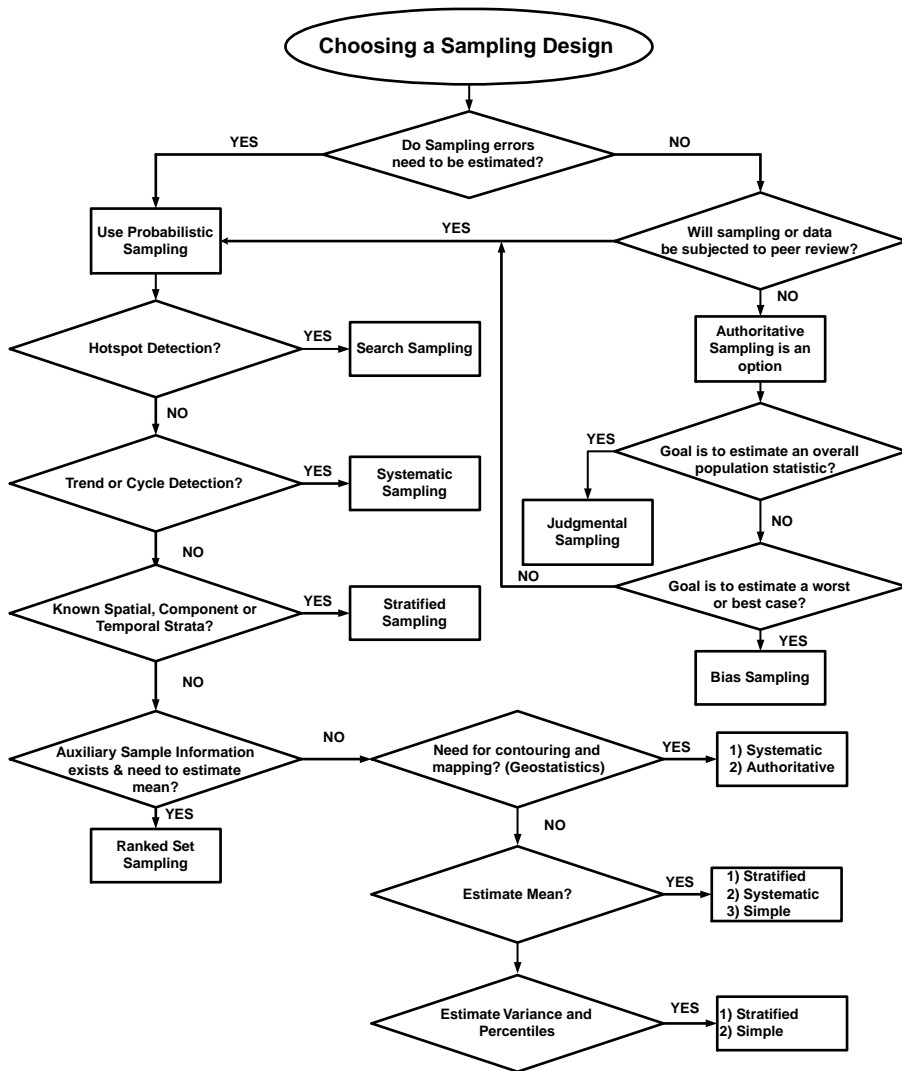 Choosing a Sampling Design
Do Sampling errors
need to be estimated?
YES
NO
Use Probabilistic
Sampling
YES
Will sampling or data
be subjected to peer review?
NO
Hotspot Detection?
YES
Search Sampling
Authoritative
Sampling is an
option
NO
YES
Goal is to estimate an overall
population statistic?
Trend or Cycle Detection?
YES
Systematic
Sampling
Judgmental
Sampling
NO
NO
NO
Goal is to estimate a worst
or best case?
Known Spatial, Component or
Temporal Strata?
YES
Stratified
Sampling
YES
Bias Sampling
NO
Auxiliary Sample Information
exists & need to estimate
mean?
NO
Need for contouring and
mapping? (Geostatistics)
YES
1) Systematic
2) Authoritative
YES
Ranked Set
Sampling
NO
Estimate Mean?
YES
1) Stratified
2) Systematic
3) Simple
Estimate Variance and
Percentiles
YES
1) Stratified
2) Simple